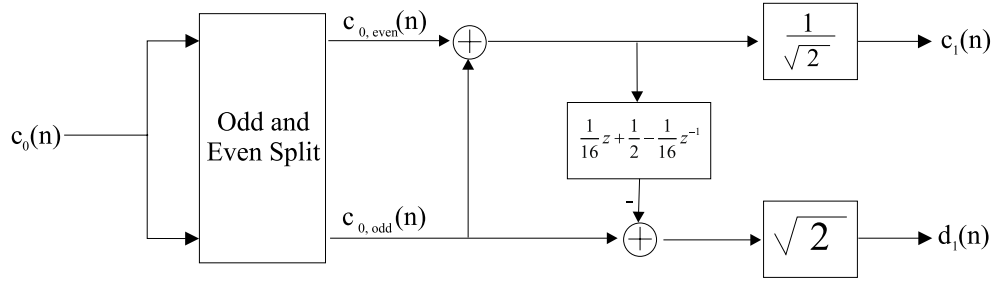 c₀(n)
Odd and
Even Split
c₀, even(n)
c₀, odd(n)
+
1/16 z + 1/2 − 1/16 z⁻¹
-
+
1/√2
√2
c₁(n)
d₁(n)